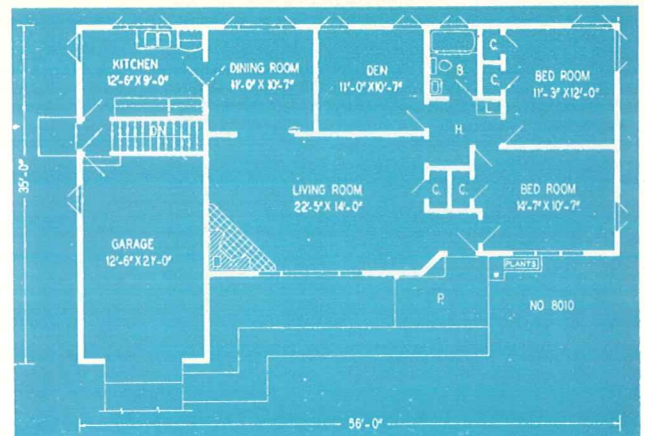 KITCHEN
12'-6" X 9'-0"
DINING ROOM
11'-0" X 10'-7"
DEN
11'-0" X 10'-7"
B.
C.
C.
L.
BED ROOM
11'-3" X 12'-0"
DN.
H.
35'-0"
LIVING ROOM
22'-5" X 14'-0"
C.
C.
BED ROOM
14'-7" X 10'-7"
GARAGE
12'-6" X 21'-0"
PLANTS
P.
NO 8010
56'-0"